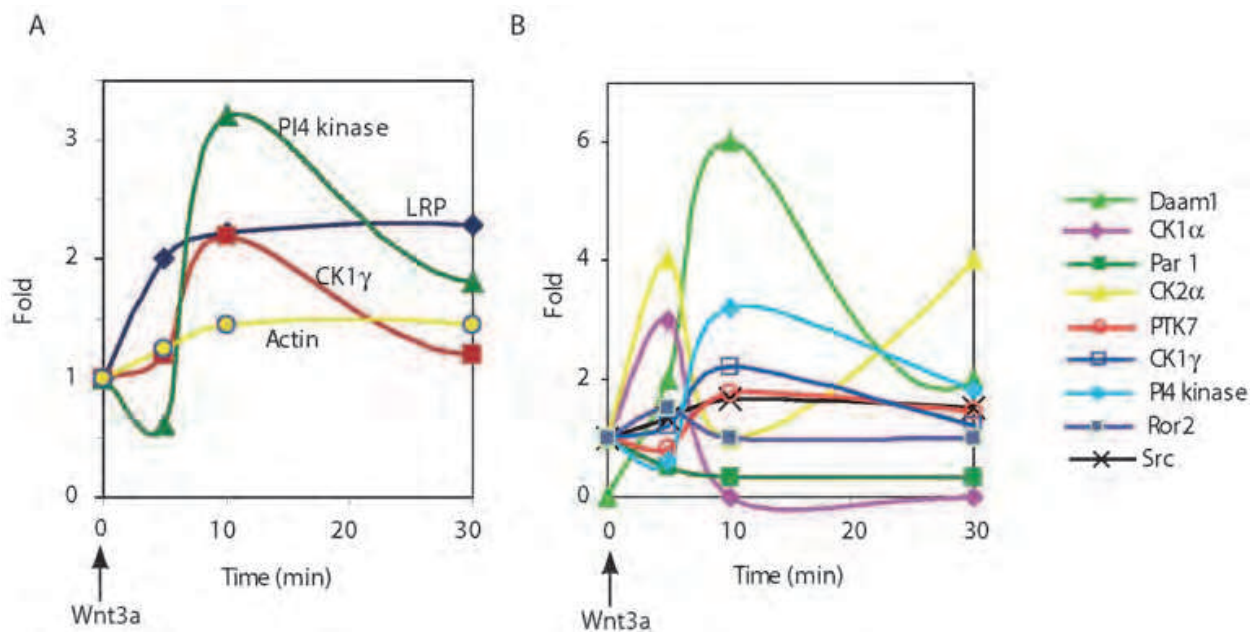 A
Fold
3
2
1
0
PI4 kinase
LRP
CK1γ
Actin
0 10 20 30
Time (min)
Wnt3a
B
Fold
6
4
2
0
0 10 20 30
Time (min)
Wnt3a
Daam1
CK1α
Par 1
CK2α
PTK7
CK1γ
PI4 kinase
Ror2
Src